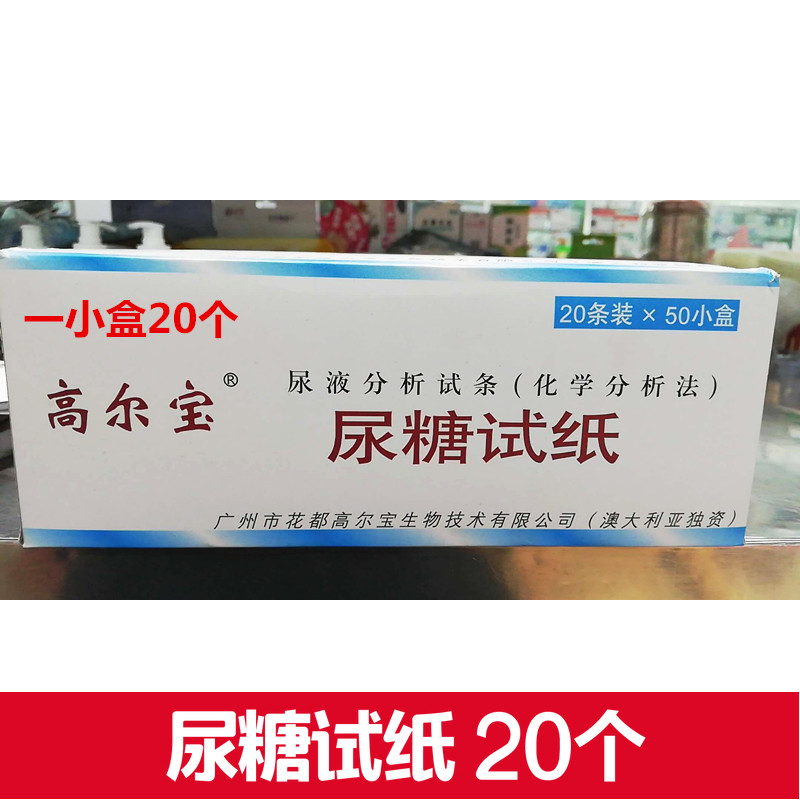 一小盒20个
20条装 × 50小盒
高尔宝®
尿液分析试条(化学分析法)
尿糖试纸
广州市花都高尔宝生物技术有限公司(澳大利亚独资)
尿糖试纸 20个